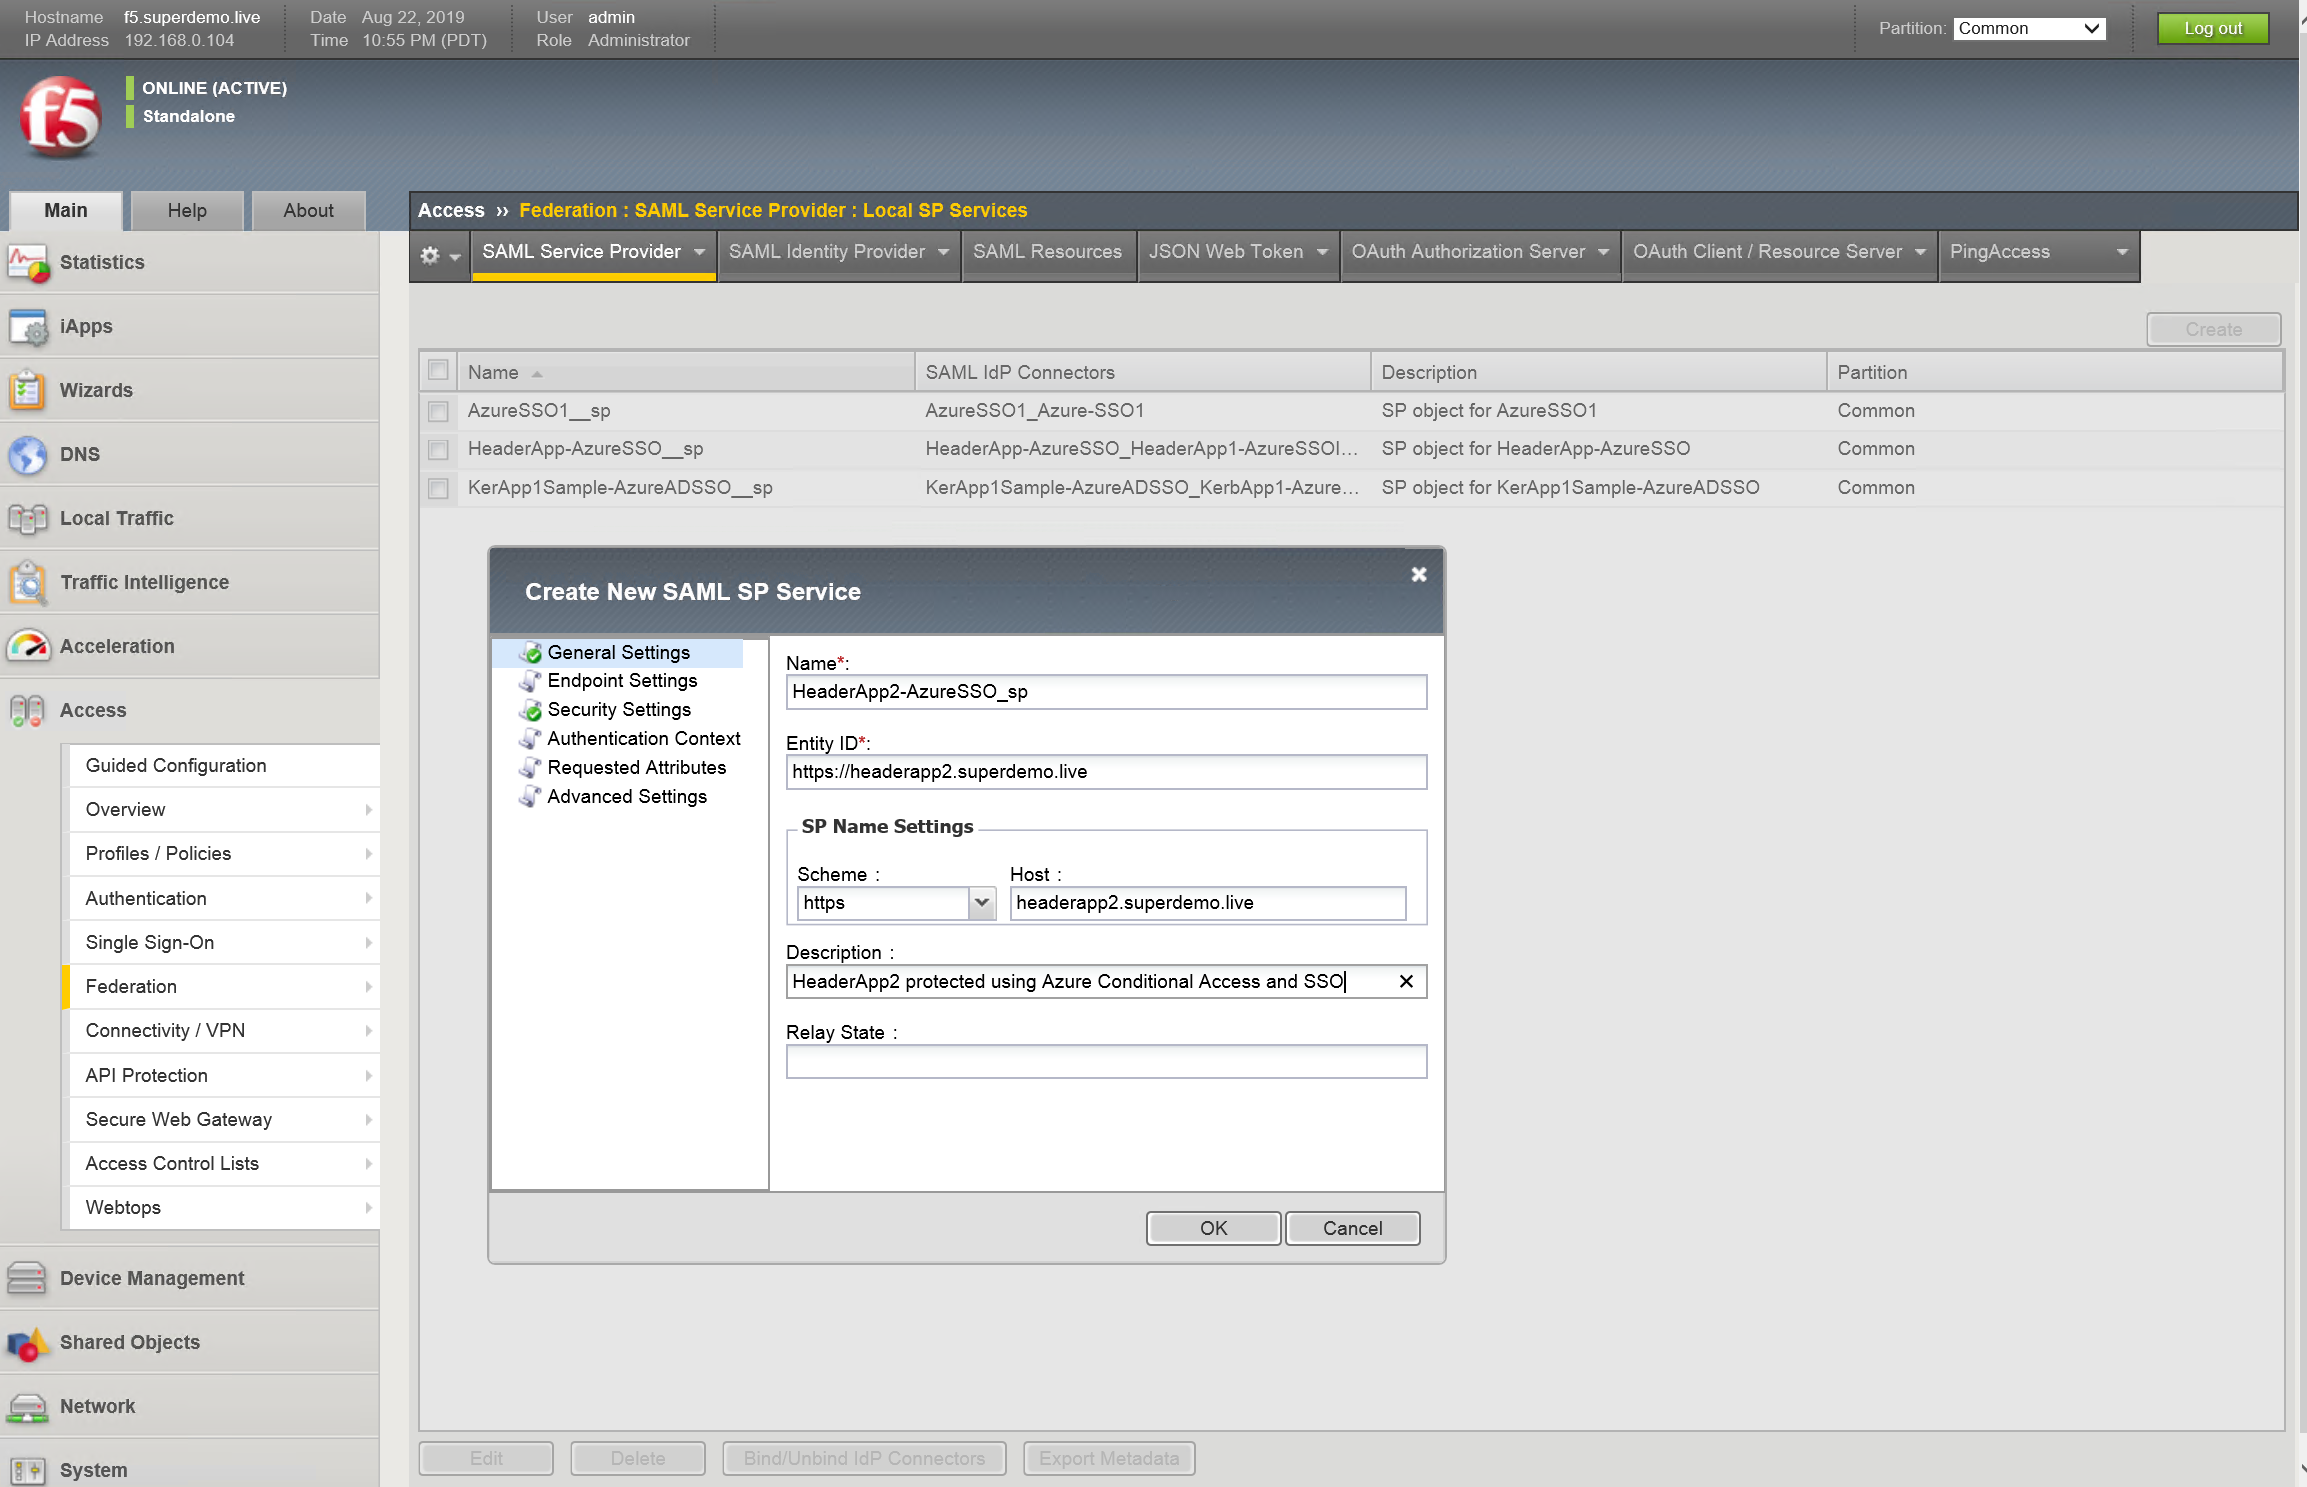 Hostname f5.superdemo.live Date Aug 22, 2019 User admin Partition: Common Log out
IP Address 192.168.0.104 Time 10:55 PM (PDT) Role Administrator
f5
ONLINE (ACTIVE)
Standalone
Main Help About
Access ›› Federation : SAML Service Provider : Local SP Services
SAML Service Provider SAML Identity Provider SAML Resources JSON Web Token OAuth Authorization Server OAuth Client / Resource Server PingAccess
Statistics
iApps
Wizards
DNS
Local Traffic
Traffic Intelligence
Acceleration
Access
Guided Configuration
Overview
Profiles / Policies
Authentication
Single Sign-On
Federation
Connectivity / VPN
API Protection
Secure Web Gateway
Access Control Lists
Webtops
Device Management
Shared Objects
Network
System
Create
Name SAML IdP Connectors Description Partition
AzureSSO1__sp AzureSSO1_Azure-SSO1 SP object for AzureSSO1 Common
HeaderApp-AzureSSO__sp HeaderApp-AzureSSO_HeaderApp1-AzureSSOI... SP object for HeaderApp-AzureSSO Common
KerApp1Sample-AzureADSSO__sp KerApp1Sample-AzureADSSO_KerbApp1-Azure... SP object for KerApp1Sample-AzureADSSO Common
Create New SAML SP Service
General Settings
Endpoint Settings
Security Settings
Authentication Context
Requested Attributes
Advanced Settings
Name*:
HeaderApp2-AzureSSO_sp
Entity ID*:
https://headerapp2.superdemo.live
SP Name Settings
Scheme : Host :
https headerapp2.superdemo.live
Description :
HeaderApp2 protected using Azure Conditional Access and SSO
Relay State :
OK Cancel
Edit Delete Bind/Unbind IdP Connectors Export Metadata